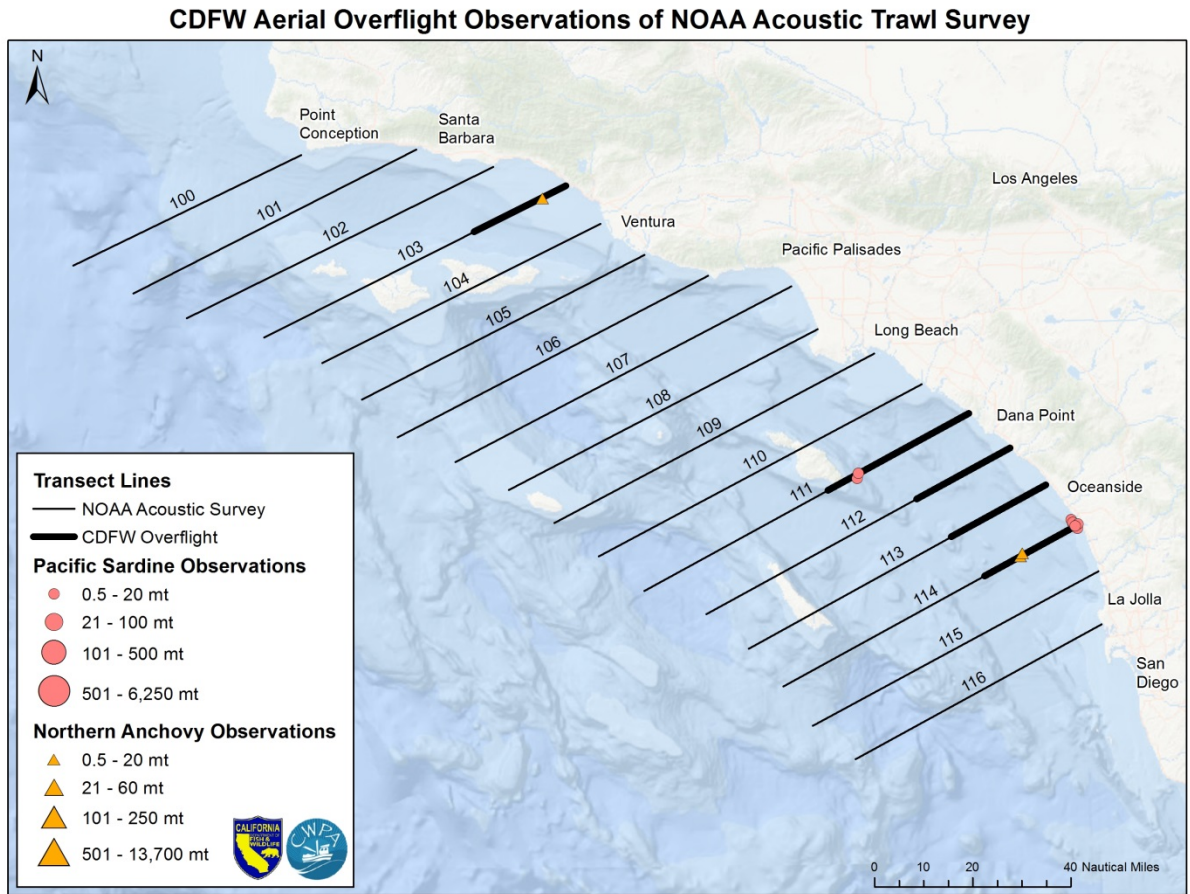 CDFW Aerial Overflight Observations of NOAA Acoustic Trawl Survey
N
Point
Conception
Santa
Barbara
Los Angeles
Ventura
Pacific Palisades
Long Beach
Dana Point
Oceanside
La Jolla
San
Diego
100
101
102
103
104
105
106
107
108
109
110
111
112
113
114
115
116
Transect Lines
NOAA Acoustic Survey
CDFW Overflight
Pacific Sardine Observations
0.5 - 20 mt
21 - 100 mt
101 - 500 mt
501 - 6,250 mt
Northern Anchovy Observations
0.5 - 20 mt
21 - 60 mt
101 - 250 mt
501 - 13,700 mt
CALIFORNIA
FISH &
WILDLIFE
CWPA
0 10 20 40 Nautical Miles